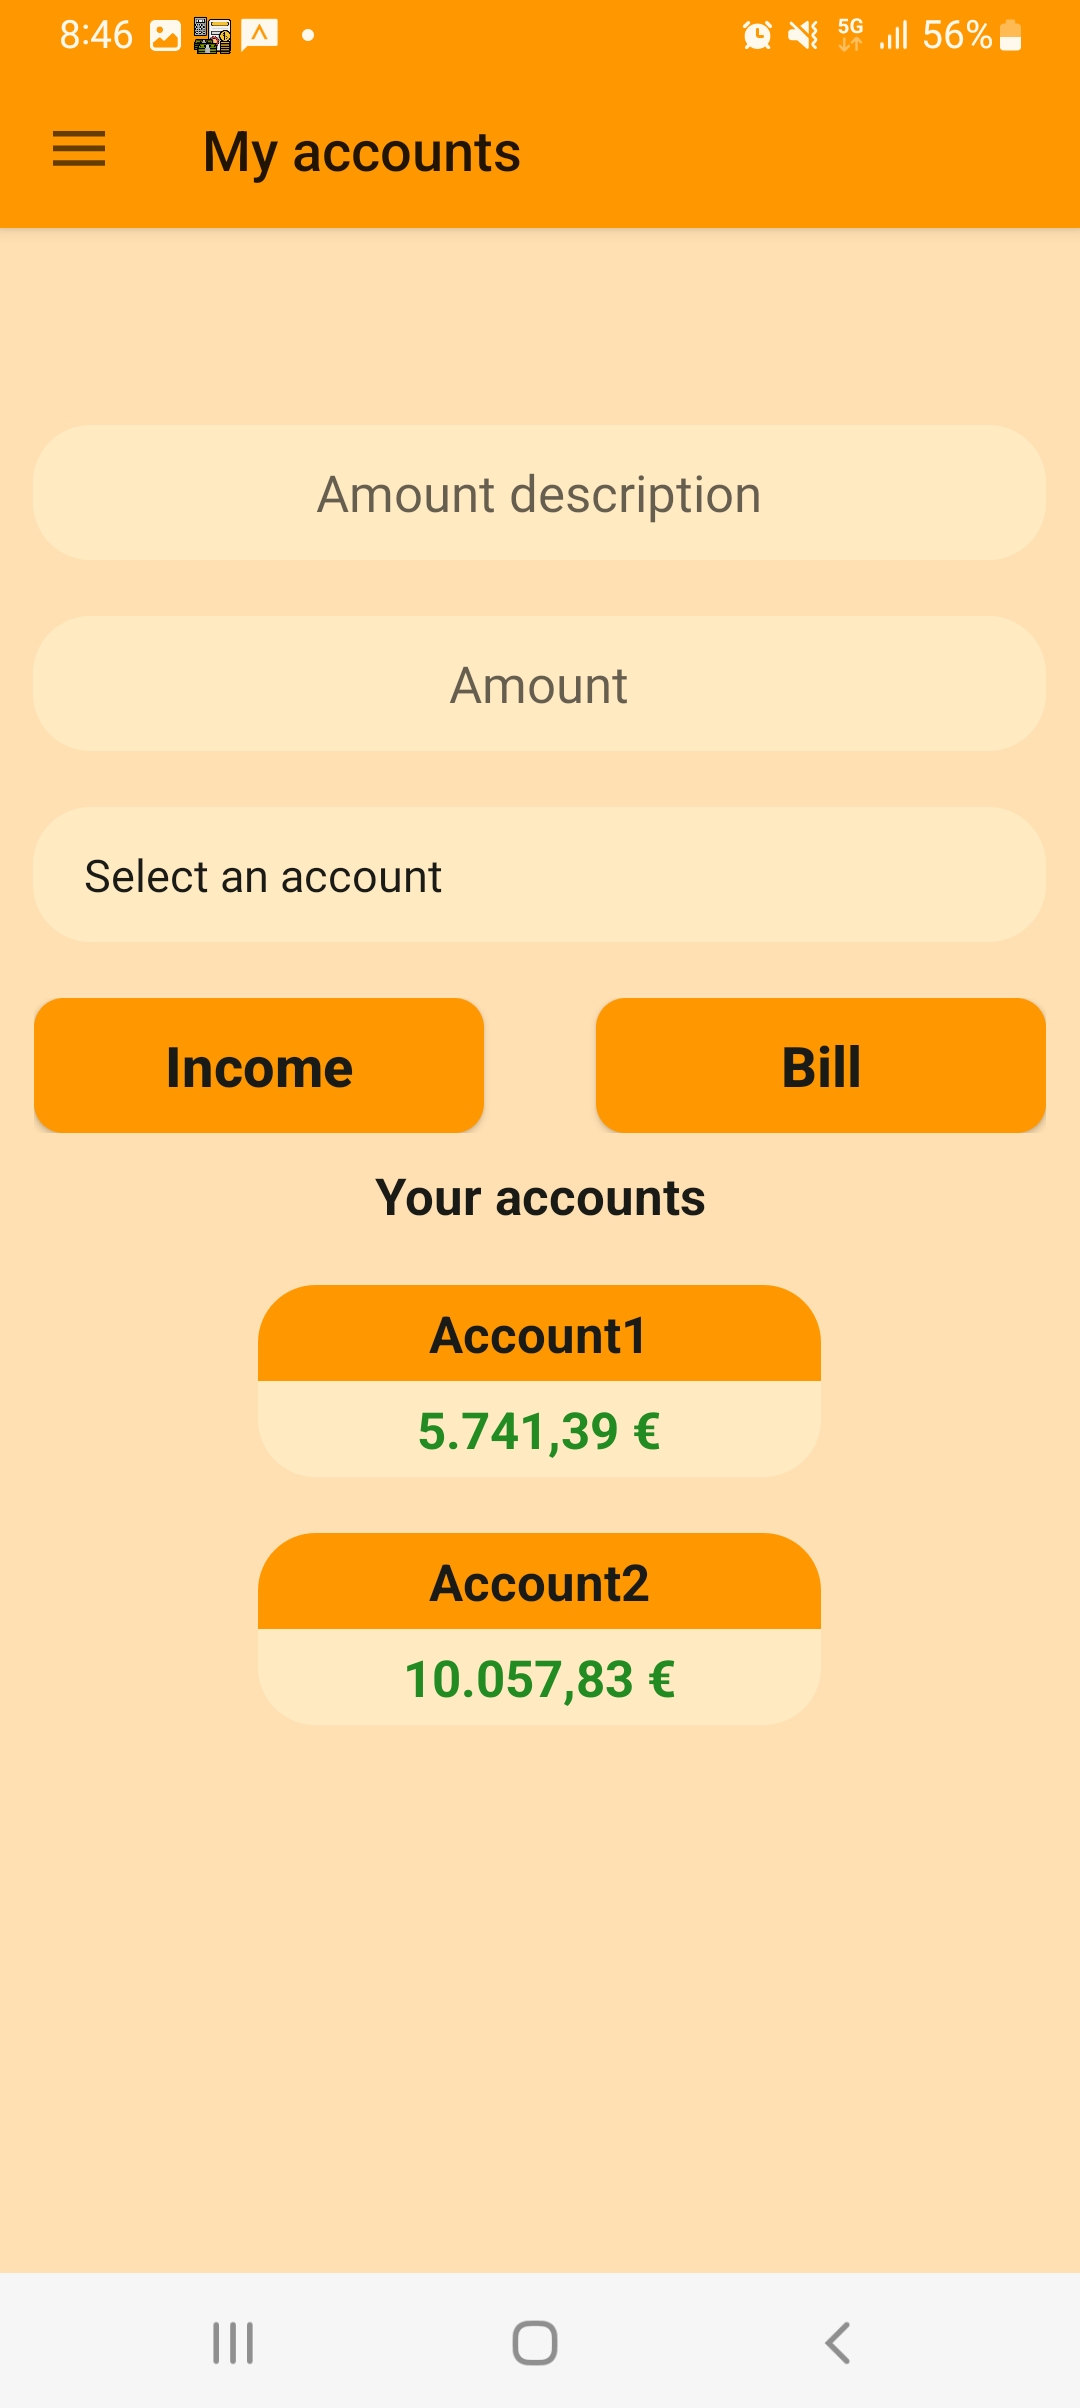 8:46 5G 56%
My accounts
Amount description
Amount
Select an account
Income Bill
Your accounts
Account1
5.741,39 €
Account2
10.057,83 €